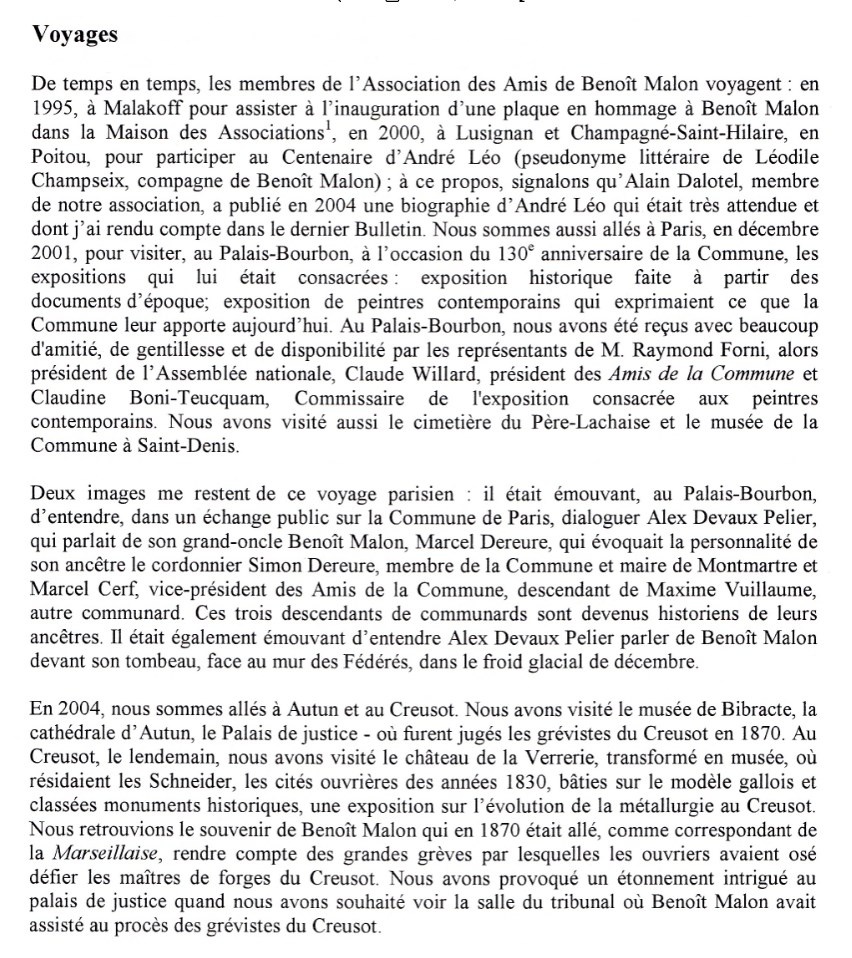 Voyages
De temps en temps, les membres de l'Association des Amis de Benoît Malon voyagent : en
1995, à Malakoff pour assister à l'inauguration d'une plaque en hommage à Benoît Malon
dans la Maison des Associations¹, en 2000, à Lusignan et Champagné-Saint-Hilaire, en
Poitou, pour participer au Centenaire d'André Léo (pseudonyme littéraire de Léodile
Champseix, compagne de Benoît Malon) ; à ce propos, signalons qu'Alain Dalotel, membre
de notre association, a publié en 2004 une biographie d'André Léo qui était très attendue et
dont j'ai rendu compte dans le dernier Bulletin. Nous sommes aussi allés à Paris, en décembre
2001, pour visiter, au Palais-Bourbon, à l'occasion du 130e anniversaire de la Commune, les
expositions qui lui était consacrées : exposition historique faite à partir des
documents d'époque; exposition de peintres contemporains qui exprimaient ce que la
Commune leur apporte aujourd'hui. Au Palais-Bourbon, nous avons été reçus avec beaucoup
d'amitié, de gentillesse et de disponibilité par les représentants de M. Raymond Forni, alors
président de l'Assemblée nationale, Claude Willard, président des Amis de la Commune et
Claudine Boni-Teucquam, Commissaire de l'exposition consacrée aux peintres
contemporains. Nous avons visité aussi le cimetière du Père-Lachaise et le musée de la
Commune à Saint-Denis.
Deux images me restent de ce voyage parisien : il était émouvant, au Palais-Bourbon,
d'entendre, dans un échange public sur la Commune de Paris, dialoguer Alex Devaux Pelier,
qui parlait de son grand-oncle Benoît Malon, Marcel Dereure, qui évoquait la personnalité de
son ancêtre le cordonnier Simon Dereure, membre de la Commune et maire de Montmartre et
Marcel Cerf, vice-président des Amis de la Commune, descendant de Maxime Vuillaume,
autre communard. Ces trois descendants de communards sont devenus historiens de leurs
ancêtres. Il était également émouvant d'entendre Alex Devaux Pelier parler de Benoît Malon
devant son tombeau, face au mur des Fédérés, dans le froid glacial de décembre.
En 2004, nous sommes allés à Autun et au Creusot. Nous avons visité le musée de Bibracte, la
cathédrale d'Autun, le Palais de justice - où furent jugés les grévistes du Creusot en 1870. Au
Creusot, le lendemain, nous avons visité le château de la Verrerie, transformé en musée, où
résidaient les Schneider, les cités ouvrières des années 1830, bâties sur le modèle gallois et
classées monuments historiques, une exposition sur l'évolution de la métallurgie au Creusot.
Nous retrouvions le souvenir de Benoît Malon qui en 1870 était allé, comme correspondant de
la Marseillaise, rendre compte des grandes grèves par lesquelles les ouvriers avaient osé
défier les maîtres de forges du Creusot. Nous avons provoqué un étonnement intrigué au
palais de justice quand nous avons souhaité voir la salle du tribunal où Benoît Malon avait
assisté au procès des grévistes du Creusot.